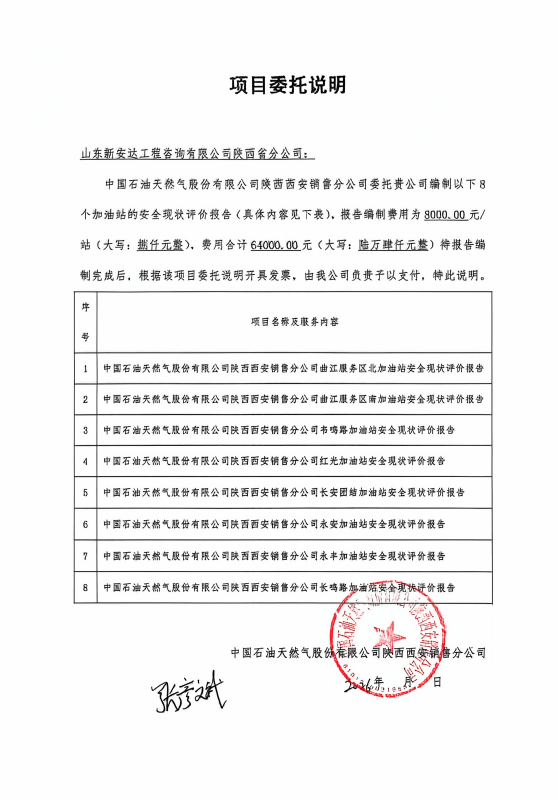 项目委托说明
山东新安达工程咨询有限公司陕西省分公司：
中国石油天然气股份有限公司陕西西安销售分公司委托贵公司编制以下8
个加油站的安全现状评价报告（具体内容见下表），报告编制费用为8000.00元/
站（大写：捌仟元整），费用合计64000.00元（大写：陆万肆仟元整）待报告编
制完成后，根据该项目委托说明开具发票，由我公司负责予以支付，特此说明。
序号 项目名称及服务内容
1 中国石油天然气股份有限公司陕西西安销售分公司曲江服务区北加油站安全现状评价报告
2 中国石油天然气股份有限公司陕西西安销售分公司曲江服务区南加油站安全现状评价报告
3 中国石油天然气股份有限公司陕西西安销售分公司韦鸣路加油站安全现状评价报告
4 中国石油天然气股份有限公司陕西西安销售分公司红光加油站安全现状评价报告
5 中国石油天然气股份有限公司陕西西安销售分公司长安团结加油站安全现状评价报告
6 中国石油天然气股份有限公司陕西西安销售分公司永安加油站安全现状评价报告
7 中国石油天然气股份有限公司陕西西安销售分公司永丰加油站安全现状评价报告
8 中国石油天然气股份有限公司陕西西安销售分公司长鸣路加油站安全现状评价报告
中国石油天然气股份有限公司陕西西安销售分公司
年 月 日